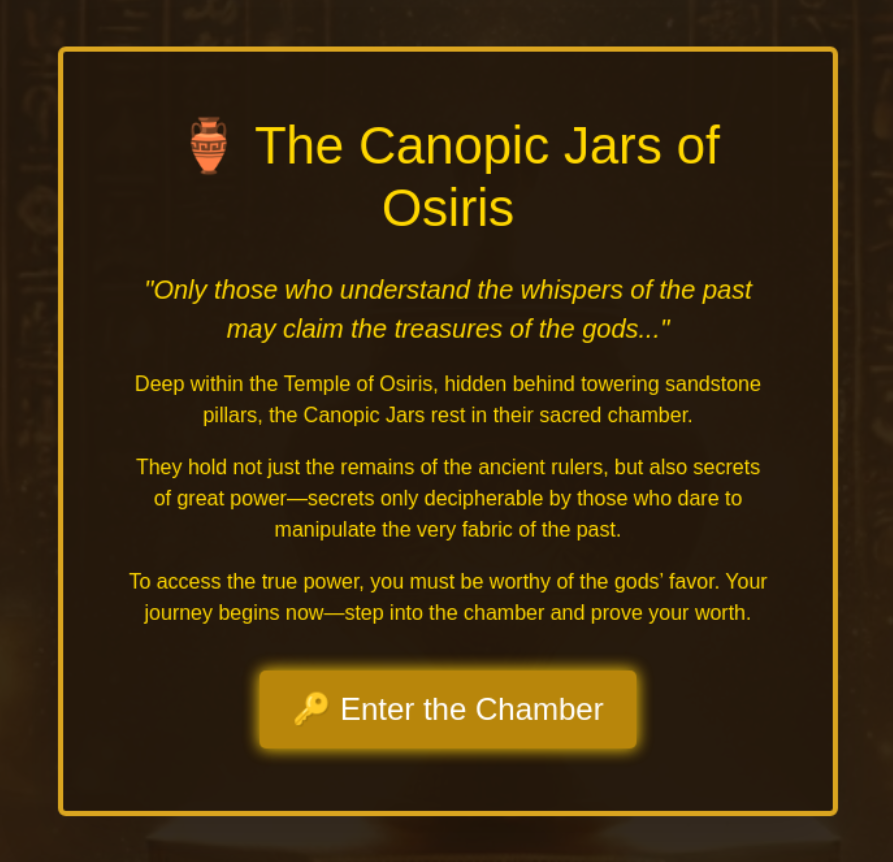 🏺 The Canopic Jars of
Osiris
"Only those who understand the whispers of the past
may claim the treasures of the gods..."
Deep within the Temple of Osiris, hidden behind towering sandstone
pillars, the Canopic Jars rest in their sacred chamber.
They hold not just the remains of the ancient rulers, but also secrets
of great power—secrets only decipherable by those who dare to
manipulate the very fabric of the past.
To access the true power, you must be worthy of the gods’ favor. Your
journey begins now—step into the chamber and prove your worth.
🔑 Enter the Chamber